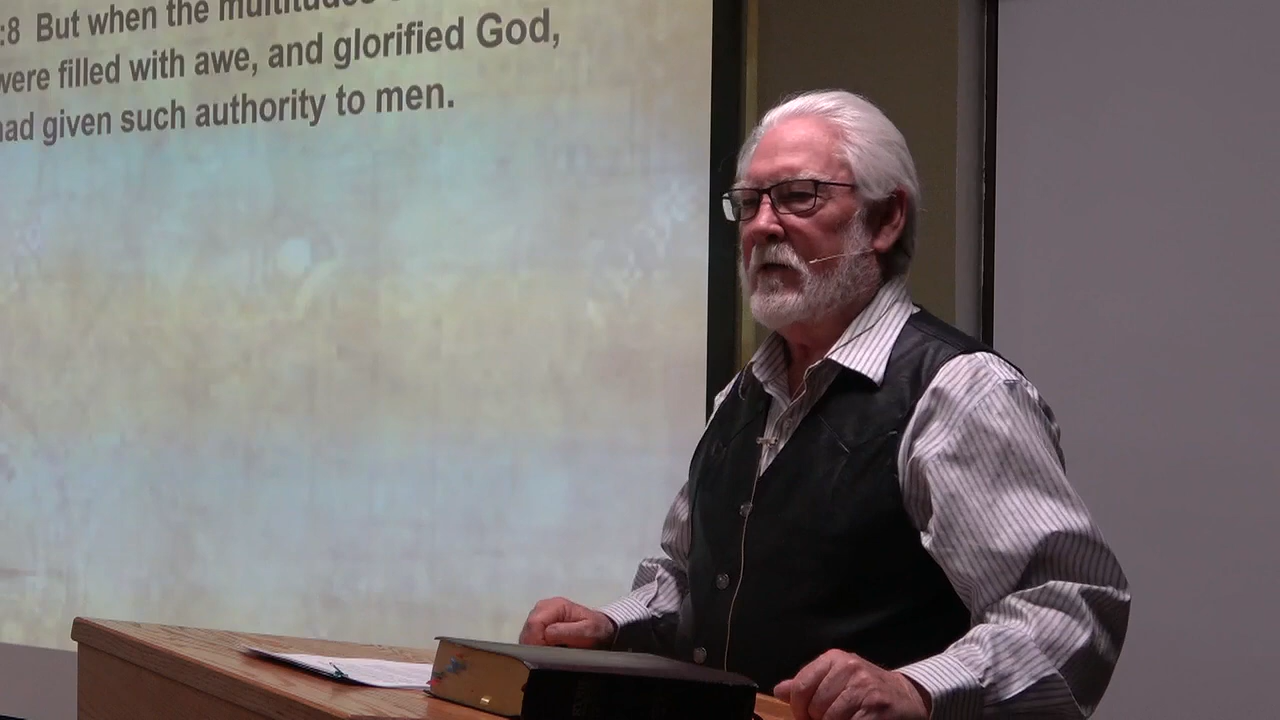 :8 But when the multitudes
were filled with awe, and glorified God,
had given such authority to men.